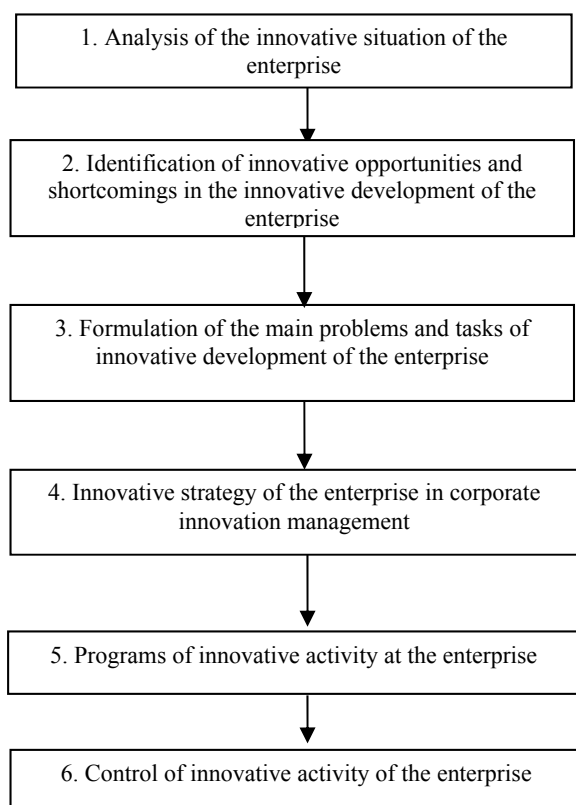 1. Analysis of the innovative situation of the
enterprise
2. Identification of innovative opportunities and
shortcomings in the innovative development of the
enterprise
3. Formulation of the main problems and tasks of
innovative development of the enterprise
4. Innovative strategy of the enterprise in corporate
innovation management
5. Programs of innovative activity at the enterprise
6. Control of innovative activity of the enterprise